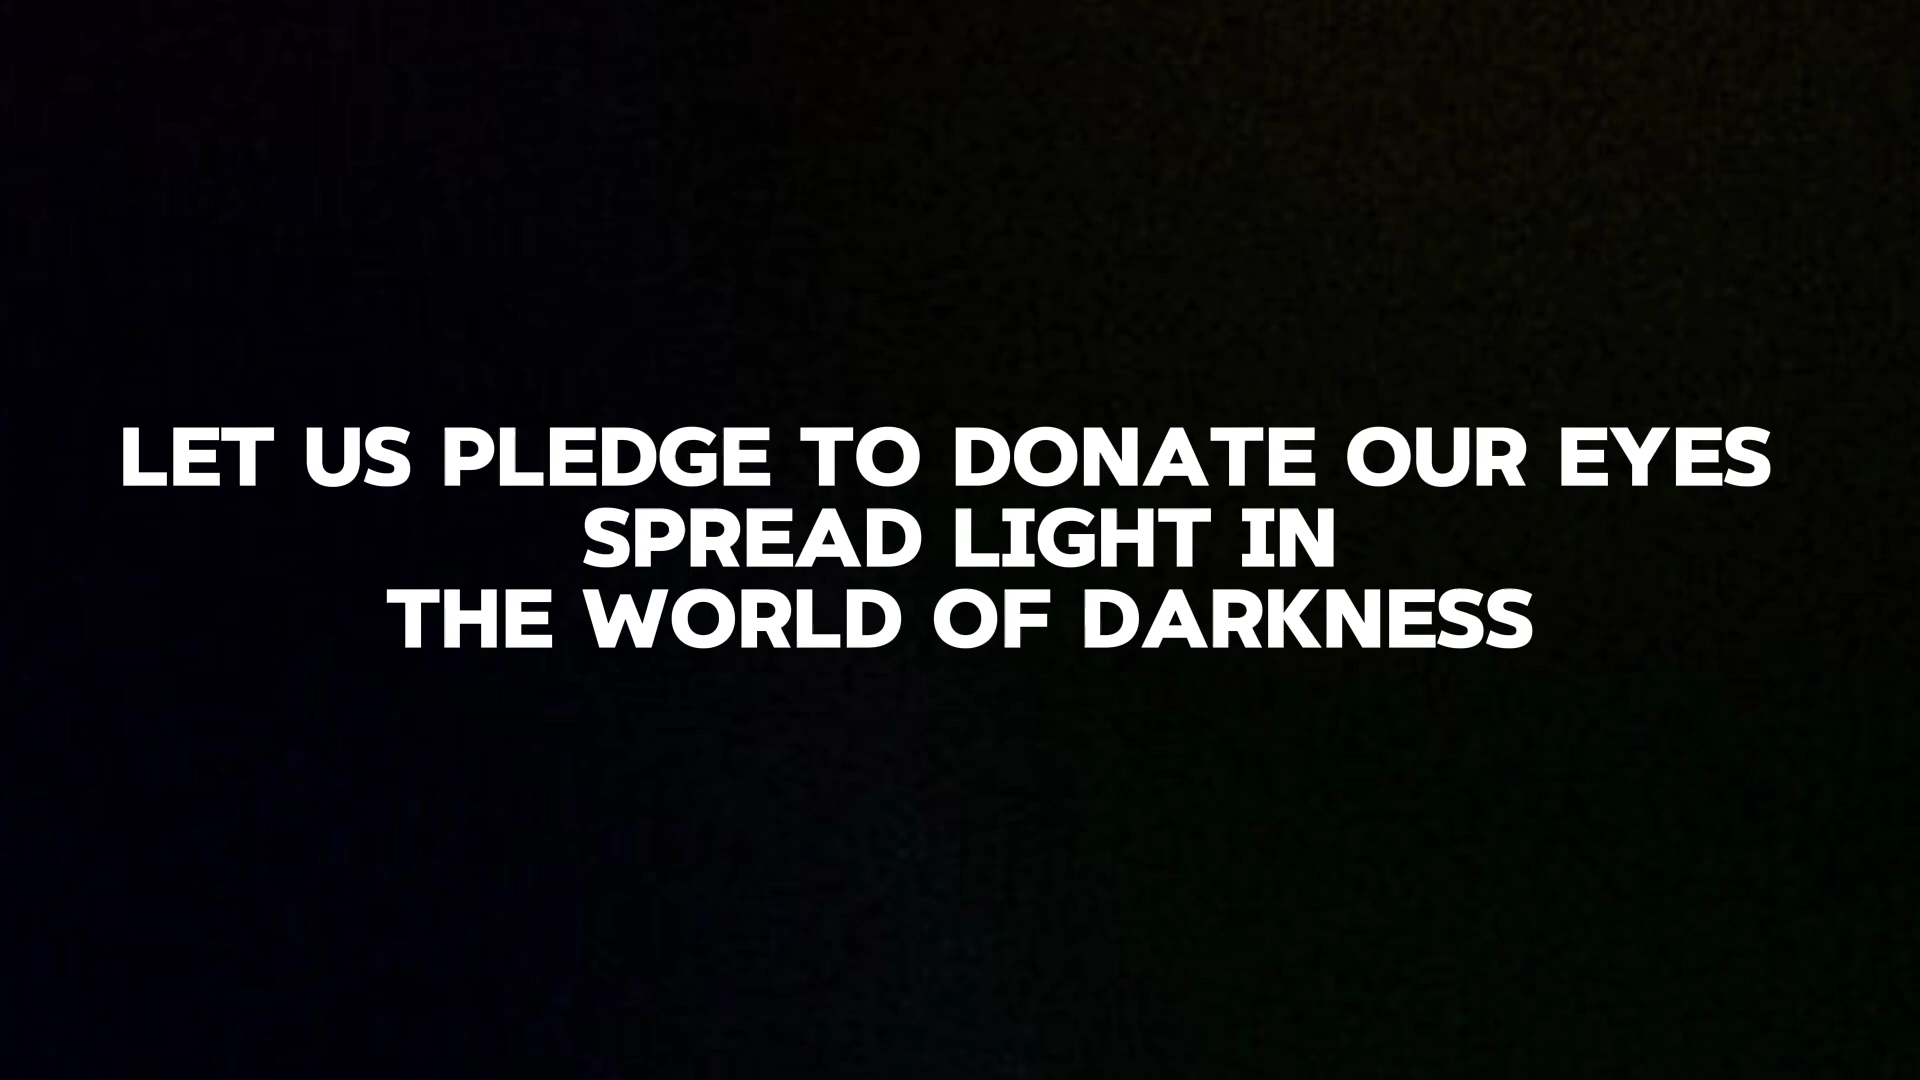 LET US PLEDGE TO DONATE OUR EYES
SPREAD LIGHT IN
THE WORLD OF DARKNESS